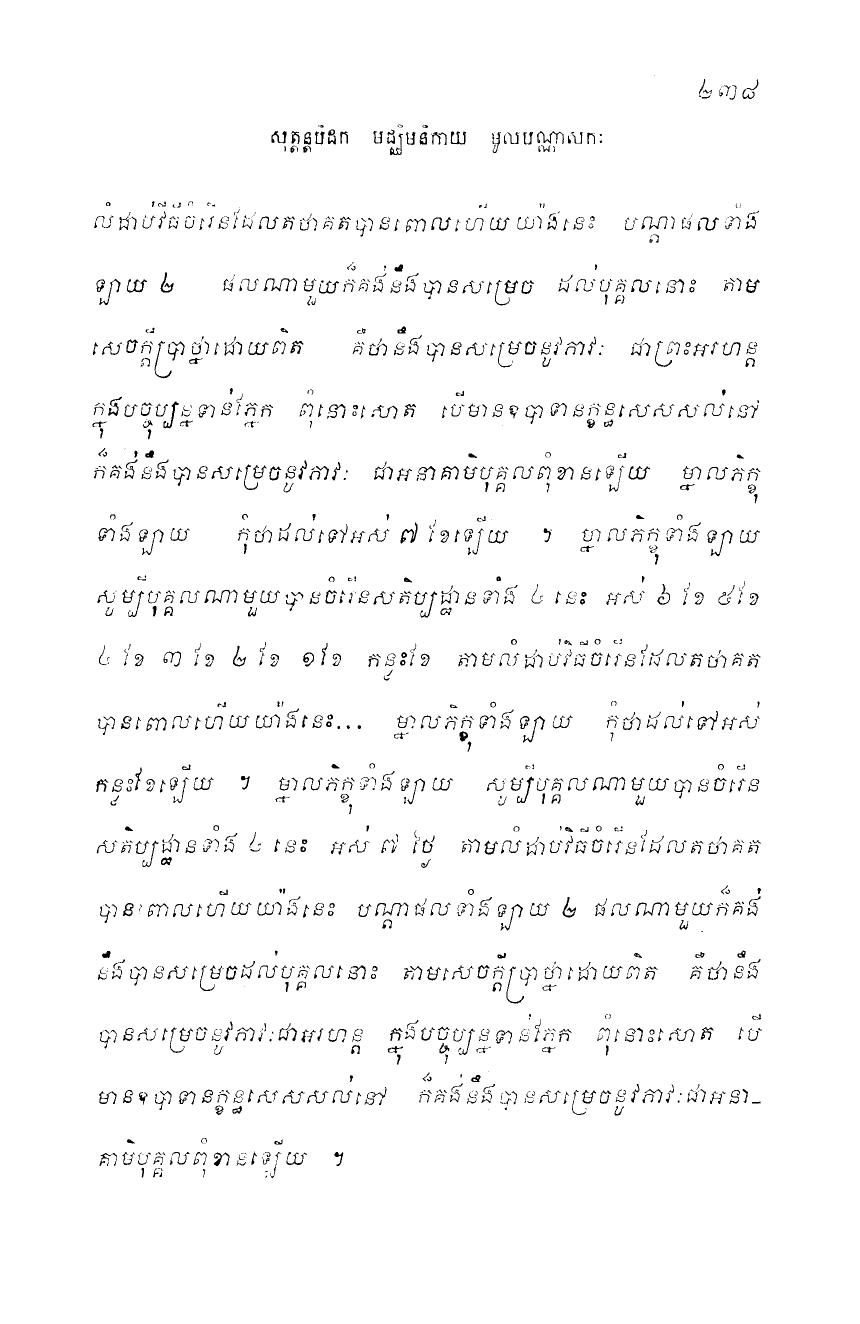 ២៣៨
សុត្តន្តបិដក មជ្ឈិមនិកាយ មូលបណ្ណាសកៈ
លំដាប់វិធីចំរើនដែលតថាគតបានពោលហើយយ៉ាងនេះ បណ្តាផលទាំង
ឡាយ ២ ផលណាមួយក៏គង់នឹងបានសម្រេច ដល់បុគ្គលនោះ តាម
សេចក្តីប្រាថ្នាដោយពិត គឺថានឹងបានសម្រេចនូវភាវៈ ជាព្រះអរហន្ត
ក្នុងបច្ចុប្បន្នទាន់ភ្នែក ពុំនោះសោត បើមានឧបាទានក្ខន្ធសេសសល់នៅ
ក៏គង់នឹងបានសម្រេចនូវភាវៈ ជាអនាគាមិបុគ្គលពុំខានឡើយ ម្នាលភិក្ខុ
ទាំងឡាយ កុំថាដល់ទៅអស់ ៧ ខែឡើយ ។ ម្នាលភិក្ខុទាំងឡាយ
សូម្បីបុគ្គលណាមួយបានចំរើនសតិប្បដ្ឋានទាំង ៤ នេះ អស់ ៦ ខែ ៥ខែ
៤ ខែ ៣ ខែ ២ ខែ ១ខែ កន្លះខែ តាមលំដាប់វិធីចំរើនដែលតថាគត
បានពោលហើយយ៉ាងនេះ... ម្នាលភិក្ខុទាំងឡាយ កុំថាដល់ទៅអស់
កន្លះខែឡើយ ។ ម្នាលភិក្ខុទាំងឡាយ សូម្បីបុគ្គលណាមួយបានចំរើន
សតិប្បដ្ឋានទាំង ៤ នេះ អស់ ៧ ថ្ងៃ តាមលំដាប់វិធីចំរើនដែលតថាគត
បានពោលហើយយ៉ាងនេះ បណ្តាផលទាំងឡាយ ២ ផលណាមួយក៏គង់
នឹងបានសម្រេចដល់បុគ្គលនោះ តាមសេចក្តីប្រាថ្នាដោយពិត គឺថានឹង
បានសម្រេចនូវភាវៈជាអរហន្ត ក្នុងបច្ចុប្បន្នទាន់ភ្នែក ពុំនោះសោត បើ
មានឧបាទានក្ខន្ធសេសសល់នៅ ក៏គង់នឹងបានសម្រេចនូវភាវៈជាអនា-
គាមិបុគ្គលពុំខានឡើយ ។